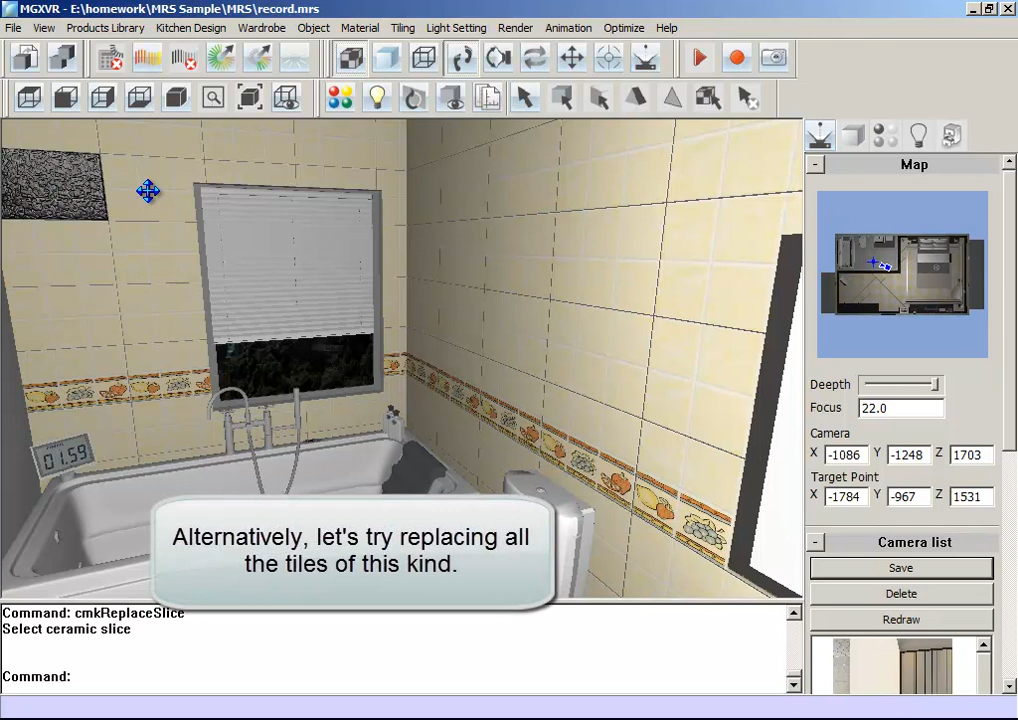 MGXVR - E:\homework\MRS Sample\MRS\record.mrs
File View Products Library Kitchen Design Wardrobe Object Material Tiling Light Setting Render Animation Optimize Help
Map
Deepth
Focus 22.0
Camera
X -1086 Y -1248 Z 1703
Target Point
X -1784 Y -967 Z 1531
Camera list
Save
Delete
Redraw
01.59
Alternatively, let's try replacing all
the tiles of this kind.
Command: cmkReplaceSlice
Select ceramic slice
Command: